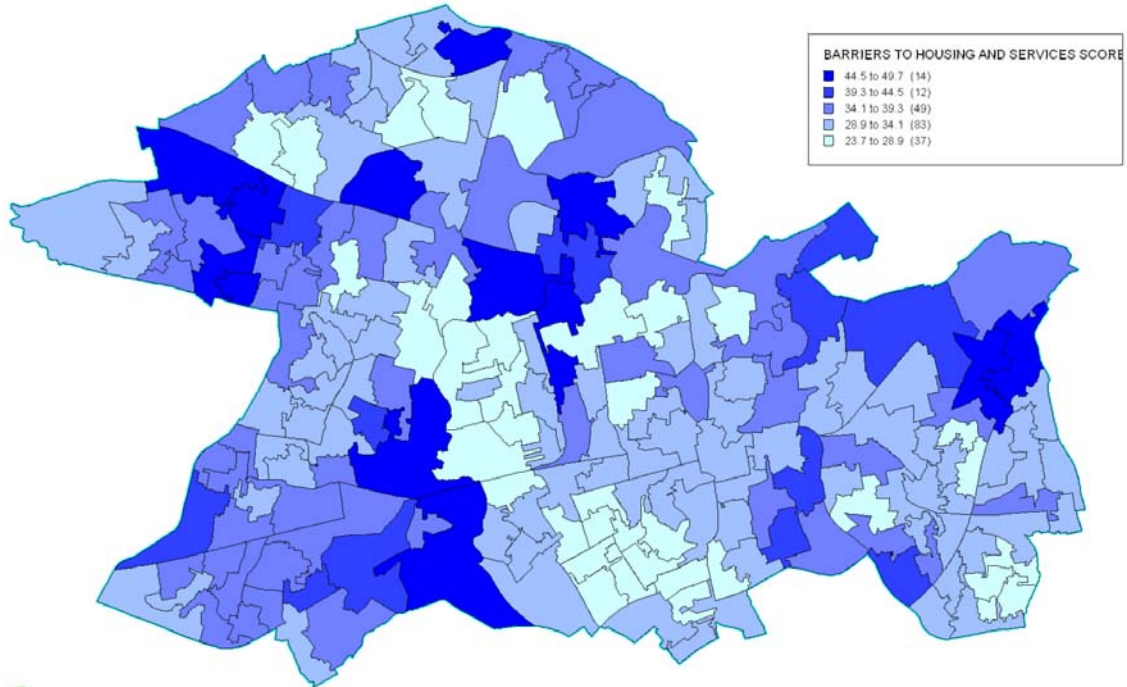 BARRIERS TO HOUSING AND SERVICES SCORE
44.5 to 49.7 (14)
39.3 to 44.5 (12)
34.1 to 39.3 (49)
28.9 to 34.1 (83)
23.7 to 28.9 (37)